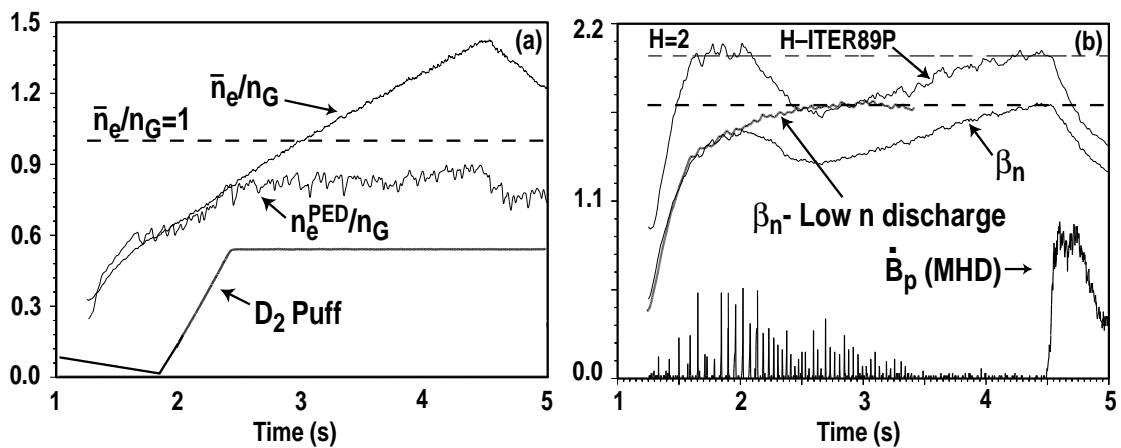 1.5
(a)
n̅e/nG
1.2
n̅e/nG=1
0.9
nePED/nG
0.6
0.3
D2 Puff
0.0
1 2 3 4 5
Time (s)
2.2
H=2
H–ITER89P
(b)
βn
1.1
βn- Low n discharge
Ḃp (MHD)
0.0
1 2 3 4 5
Time (s)